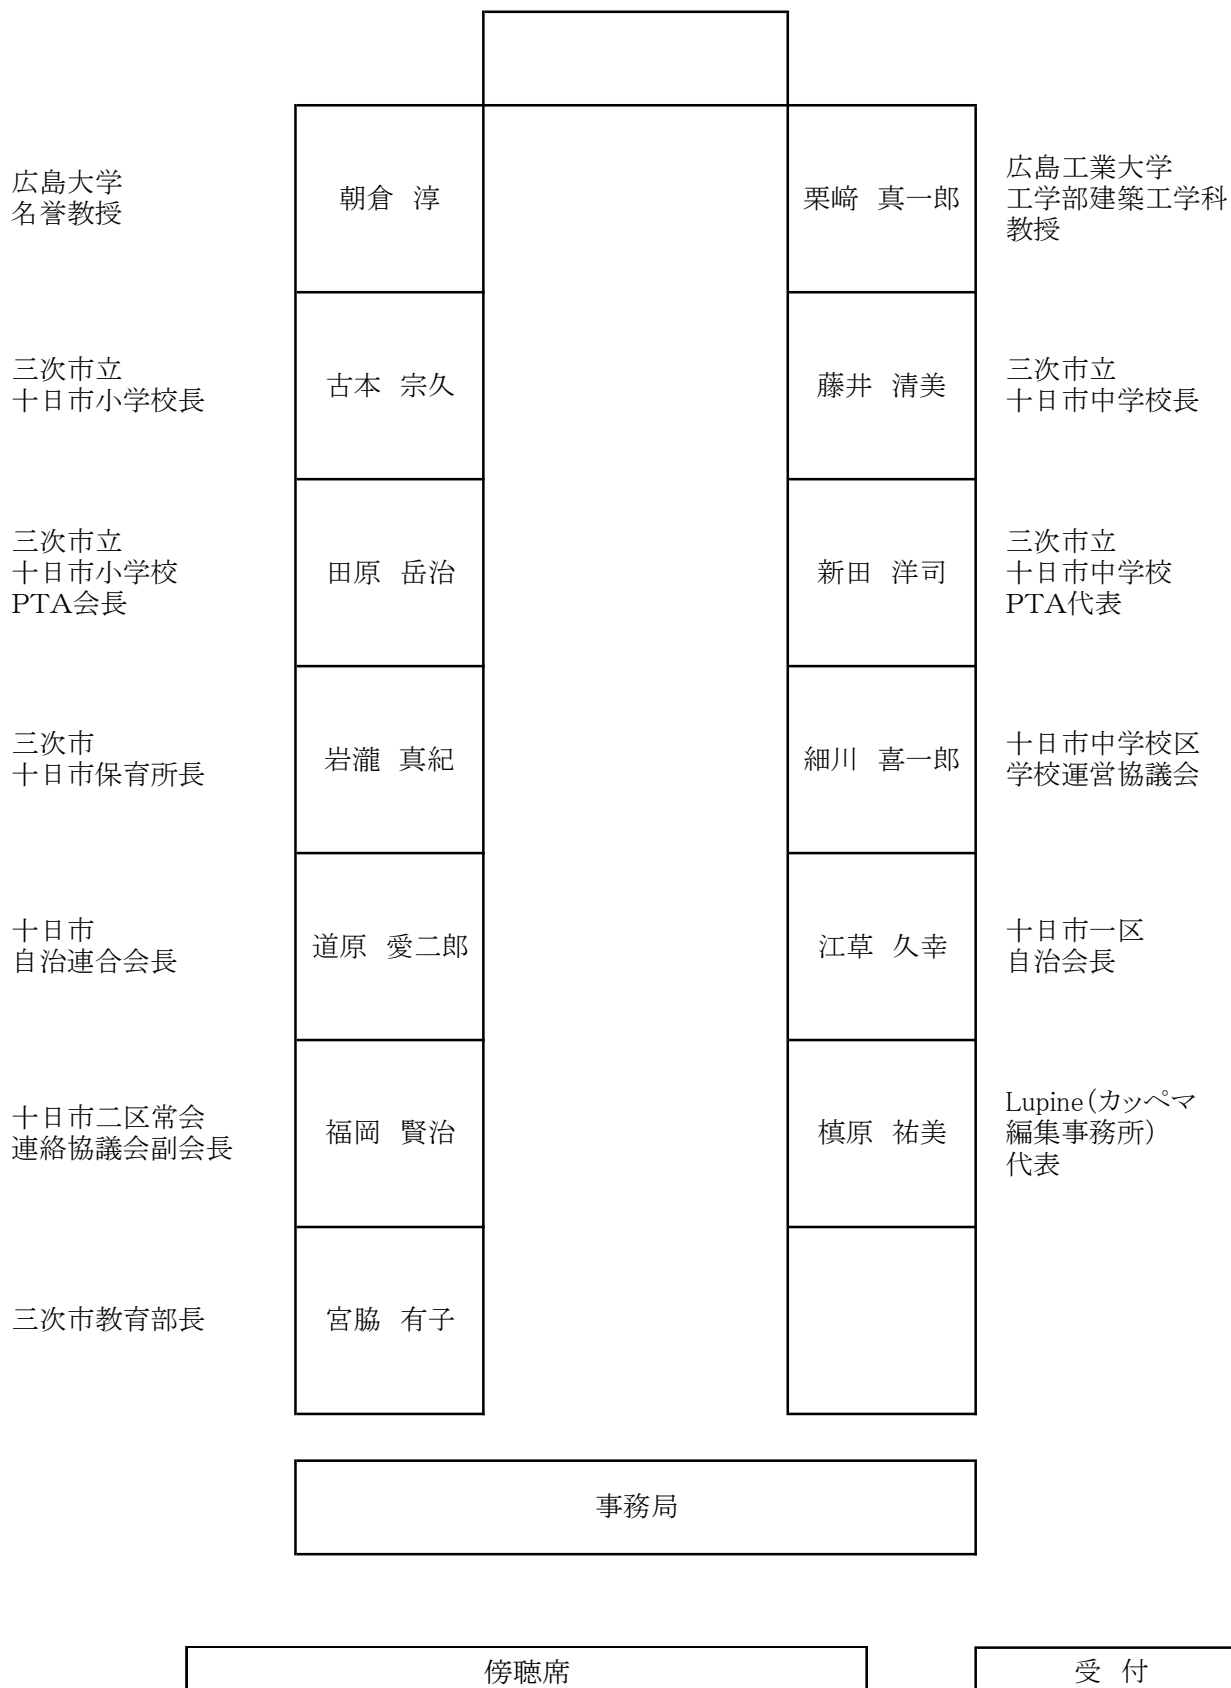 広島大学
名誉教授
朝倉 淳
栗﨑 真一郎
広島工業大学
工学部建築工学科
教授
三次市立
十日市小学校長
古本 宗久
藤井 清美
三次市立
十日市中学校長
三次市立
十日市小学校
PTA会長
田原 岳治
新田 洋司
三次市立
十日市中学校
PTA代表
三次市
十日市保育所長
岩瀧 真紀
細川 喜一郎
十日市中学校区
学校運営協議会
十日市
自治連合会長
道原 愛二郎
江草 久幸
十日市一区
自治会長
十日市二区常会
連絡協議会副会長
福岡 賢治
槙原 祐美
Lupine（カッペマ
編集事務所）
代表
三次市教育部長
宮脇 有子
事務局
傍聴席
受 付